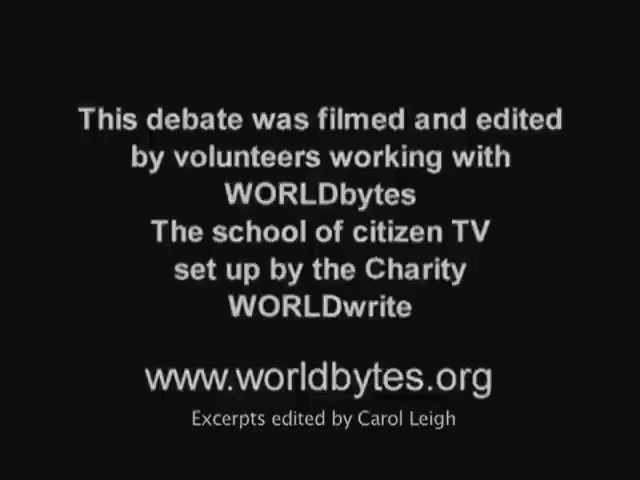 This debate was filmed and edited
by volunteers working with
WORLDbytes
The school of citizen TV
set up by the Charity
WORLDwrite
www.worldbytes.org
Excerpts edited by Carol Leigh